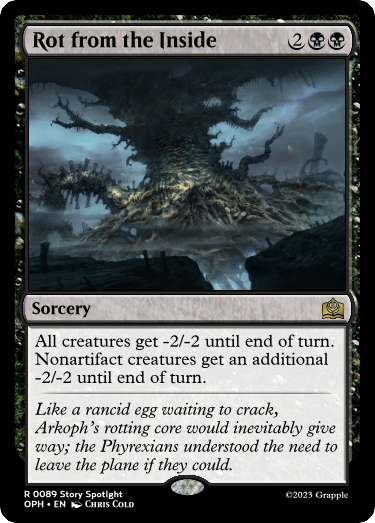 Rot from the Inside 2
Sorcery
All creatures get -2/-2 until end of turn.
Nonartifact creatures get an additional
-2/-2 until end of turn.
Like a rancid egg waiting to crack,
Arkoph's rotting core would inevitably give
way; the Phyrexians understood the need to
leave the plane if they could.
R 0089 Story Spotlight
OPH • EN Chris Cold ©2023 Grapple